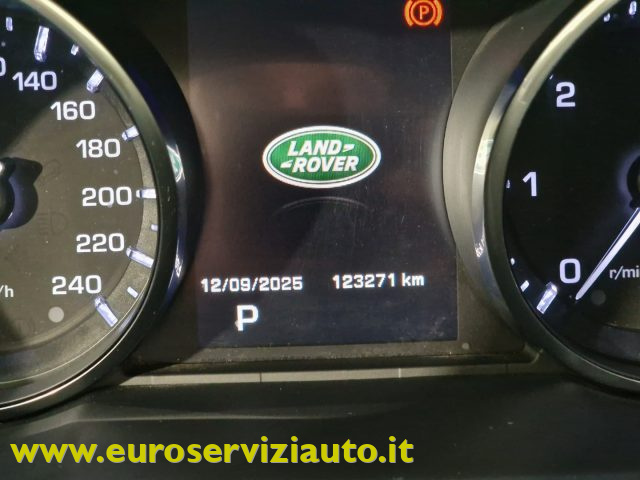 P
140
160
180
200
220
240
/h
LAND
ROVER
12/09/2025 123271 km
P
2
1
0
r/mi
www.euroserviziauto.it